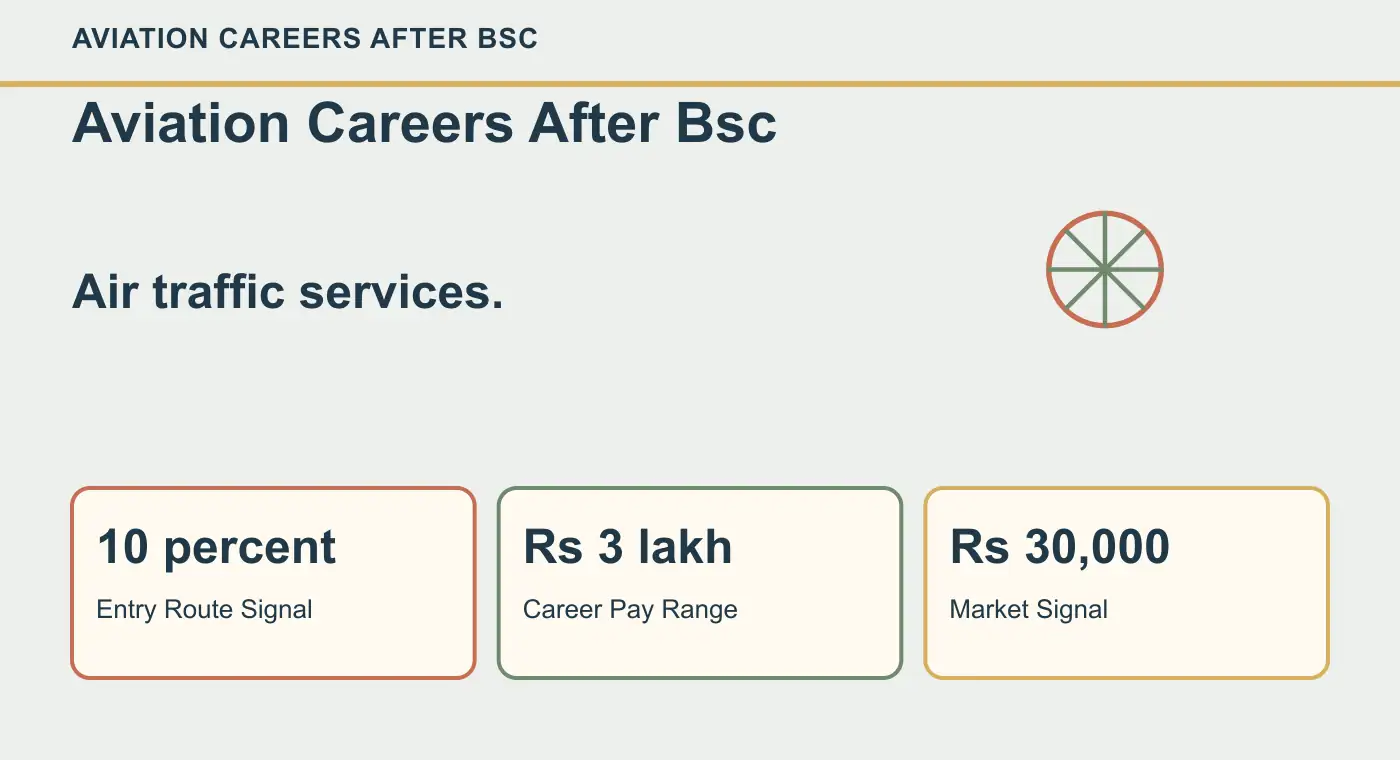 AVIATION CAREERS AFTER BSC
Aviation Careers After Bsc
Air traffic services.
10 percent
Entry Route Signal
Rs 3 lakh
Career Pay Range
Rs 30,000
Market Signal